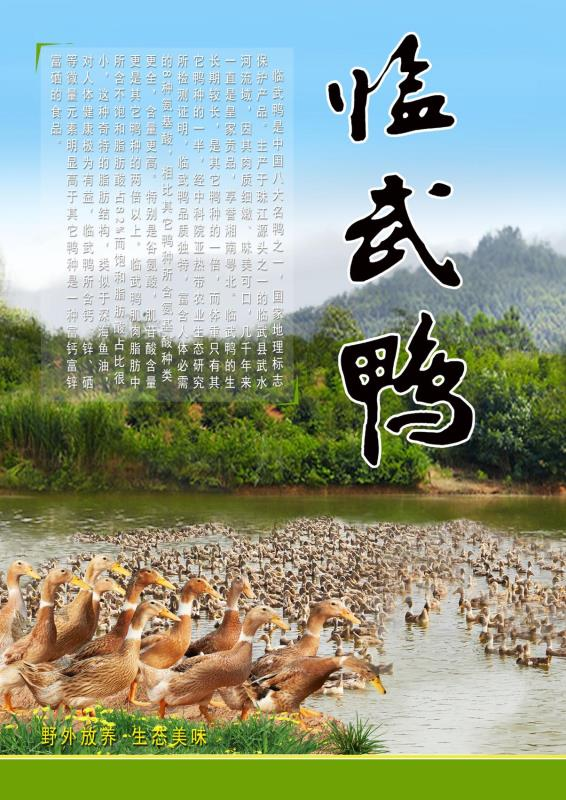 临武鸭
临武鸭是中国八大名鸭之一，国家地理标志
保护产品。主产于珠江源头之一的临武县武水
河流域，因其肉质细嫩、味美可口，几千年来
一直是皇家贡品，享誉湘南粤北。临武鸭的生
长期较长，是其它鸭种的一倍，而体重只有其
它鸭种的一半。经中科院亚热带农业生态研究
所检测证明，临武鸭品质独特，富含人体必需
的8种氨基酸，相比其它鸭种所含氨基酸种类
更全，含量更高。特别是谷氨酸、肌苷酸含量
更是其它鸭种的两倍以上。临武鸭肌肉脂肪中
所含不饱和脂肪酸占82%而饱和脂肪酸占比很
小，这种奇特的脂肪结构，类似于深海鱼油，
对人体健康极为有益。临武鸭所含钙、锌、硒
等微量元素明显高于其它鸭种是一种富钙富锌
富硒的食品。
野外放养·生态美味